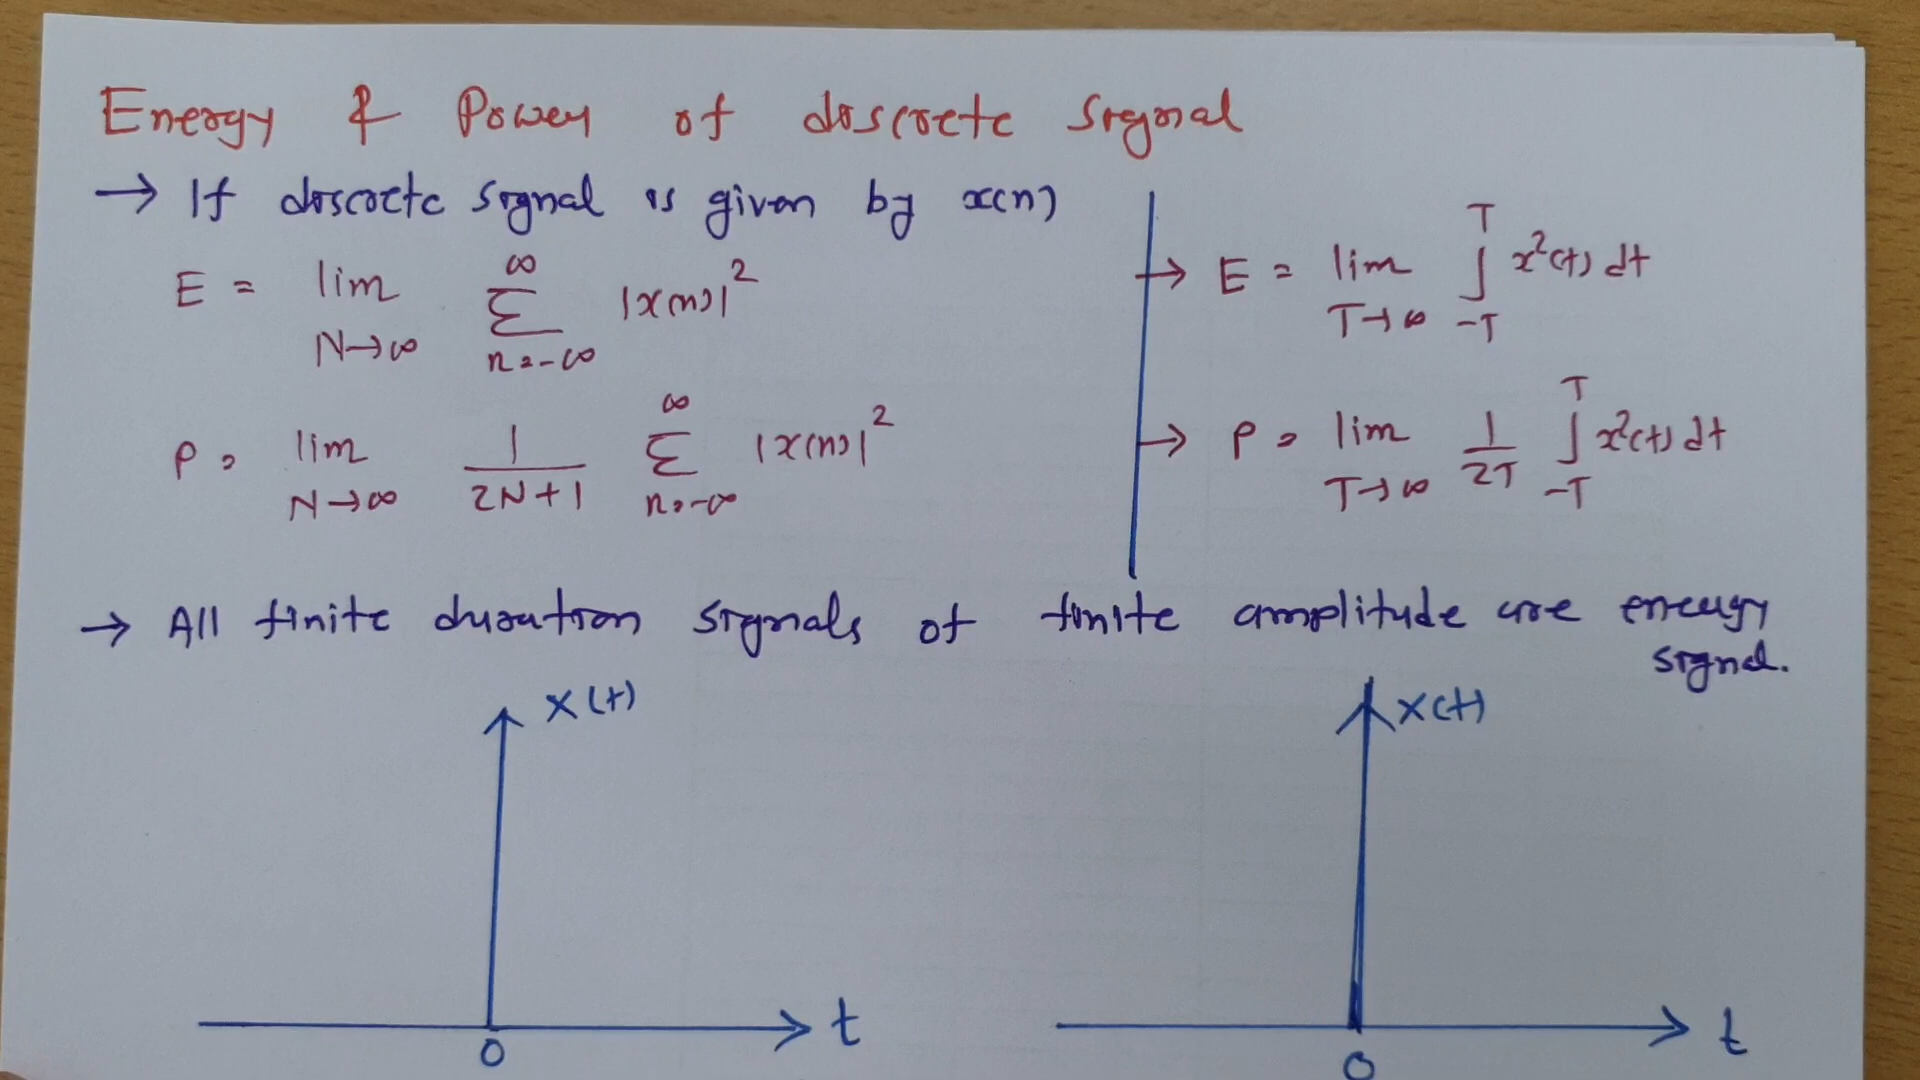 Energy & Power of discrete signal
→ If discrete signal is given by x(n)
E = lim N→∞ ∞ Σ n=-∞ |x(n)|²
P = lim N→∞ 1/2N+1 ∞ Σ n=-∞ |x(n)|²
→ E = lim T→∞ T ∫ -T x²(t) dt
→ P = lim T→∞ 1/2T T ∫ -T x²(t) dt
→ All finite duration signals of finite amplitude are energy
signal.
x(t)
t
0
x(t)
t
0